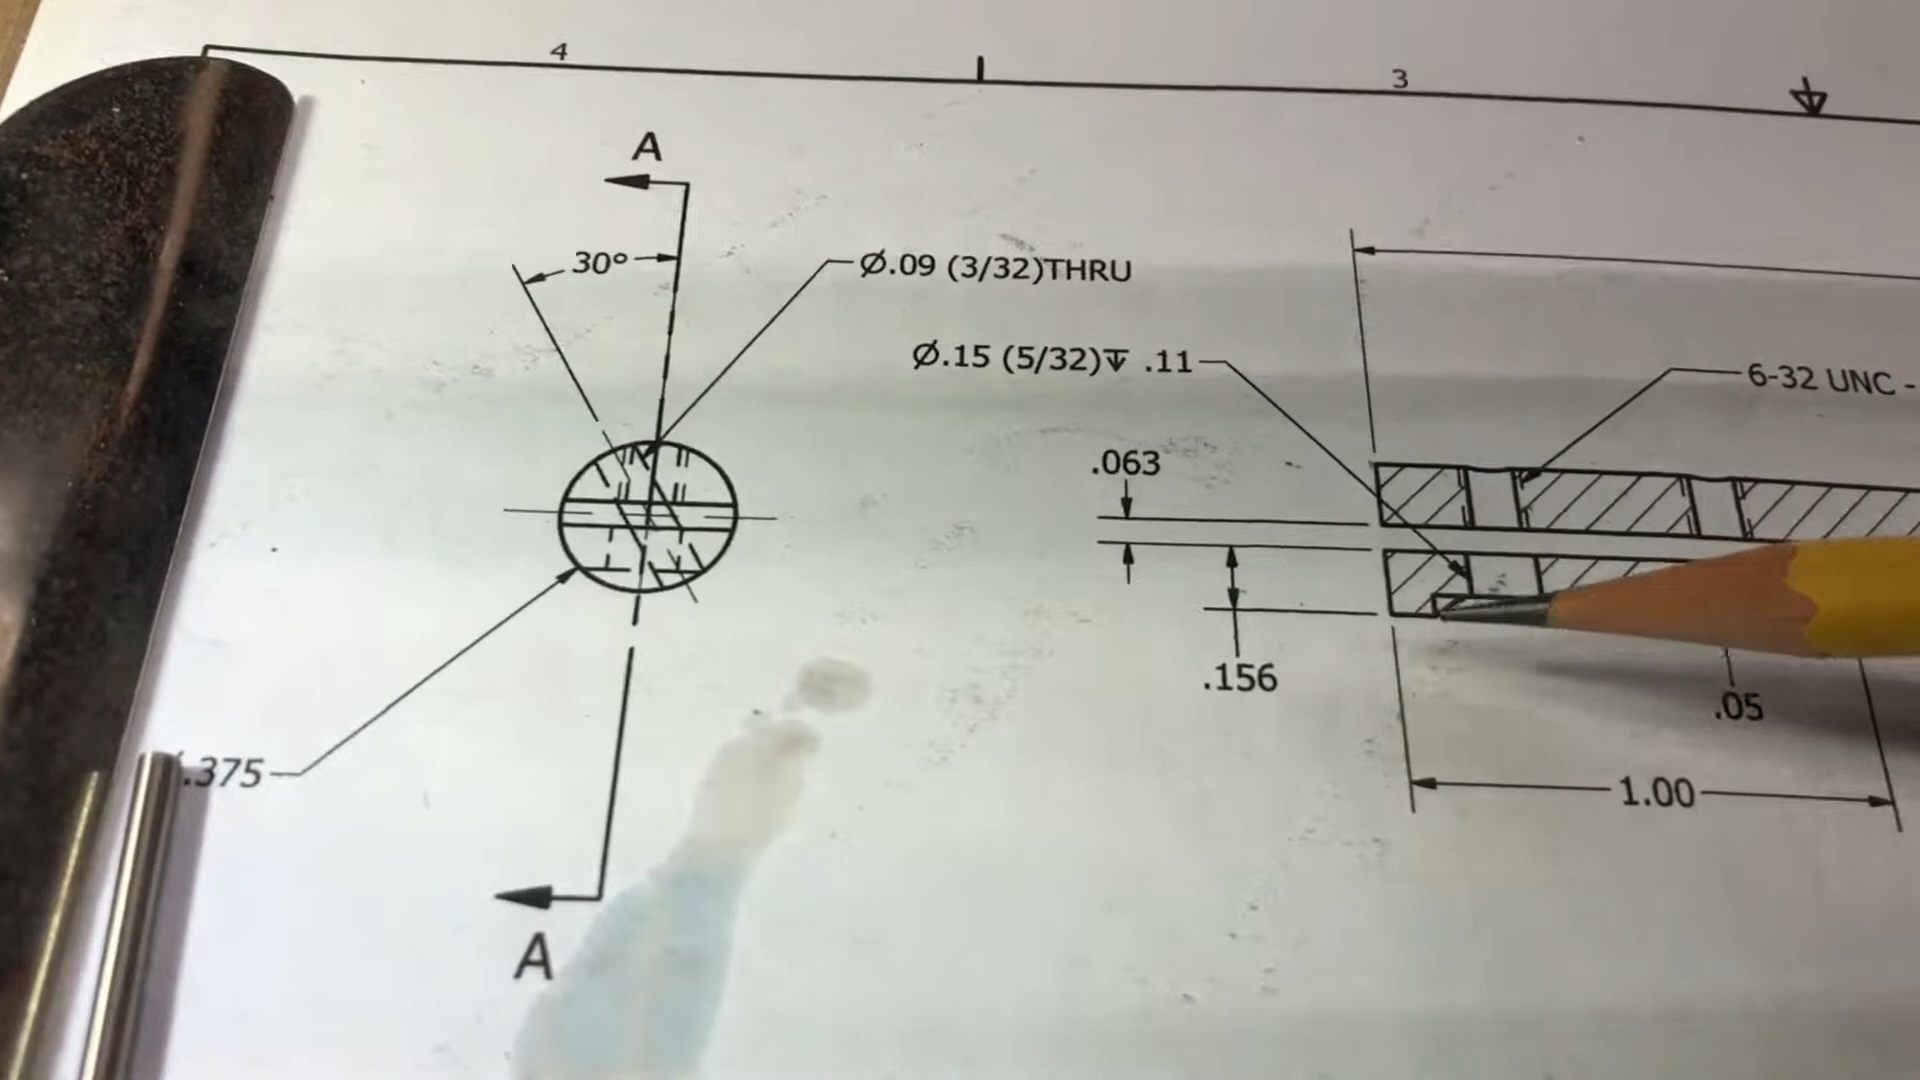 4
3
A
30°
Ø.09 (3/32)THRU
Ø.15 (5/32)↧ .11
6-32 UNC -
.063
.156
.05
.375
1.00
A